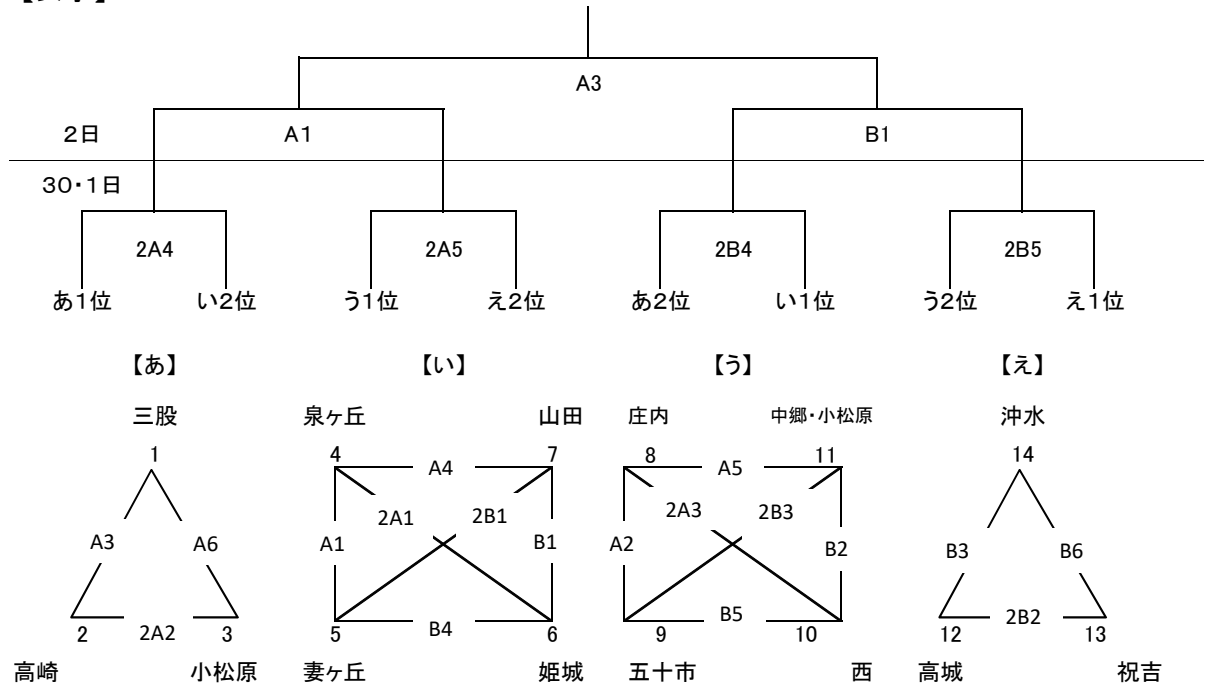 A3
2日 A1 B1
30・1日
2A4 2A5 2B4 2B5
あ1位 い2位 う1位 え2位 あ2位 い1位 う2位 え1位
【あ】 【い】 【う】 【え】
三股 泉ヶ丘 山田 庄内 中郷・小松原 沖水
1 4 7 8 11 14
A4 A5
2A1 2B1 2A3 2B3
A3 A6 A1 B1 A2 B2 B3 B6
2 2A2 3 5 B4 6 9 B5 10 12 2B2 13
高崎 小松原 妻ヶ丘 姫城 五十市 西 高城 祝吉